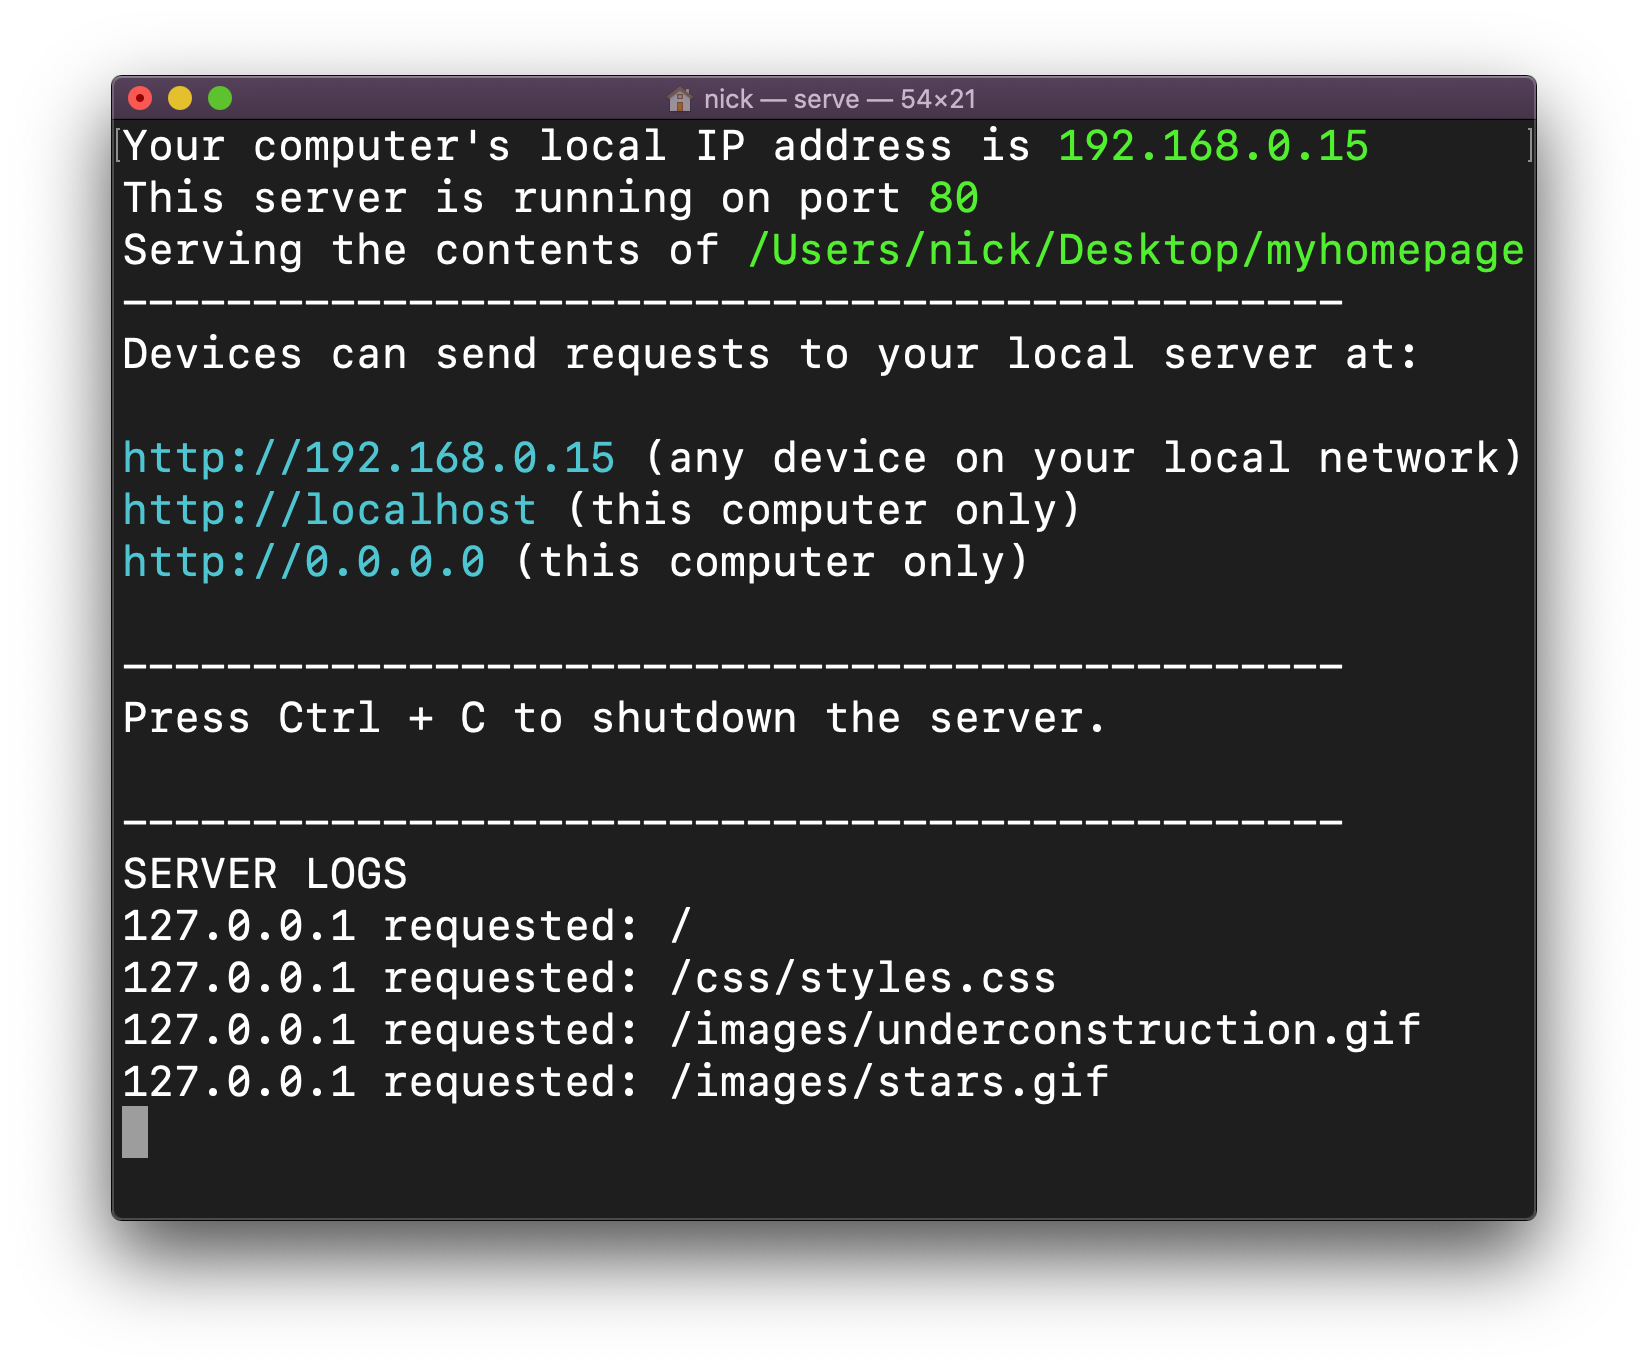 nick — serve — 54×21
Your computer's local IP address is 192.168.0.15
This server is running on port 80
Serving the contents of /Users/nick/Desktop/myhomepage
-----------------------------------------------
Devices can send requests to your local server at:
http://192.168.0.15 (any device on your local network)
http://localhost (this computer only)
http://0.0.0.0 (this computer only)
-----------------------------------------------
Press Ctrl + C to shutdown the server.
-----------------------------------------------
SERVER LOGS
127.0.0.1 requested: /
127.0.0.1 requested: /css/styles.css
127.0.0.1 requested: /images/underconstruction.gif
127.0.0.1 requested: /images/stars.gif